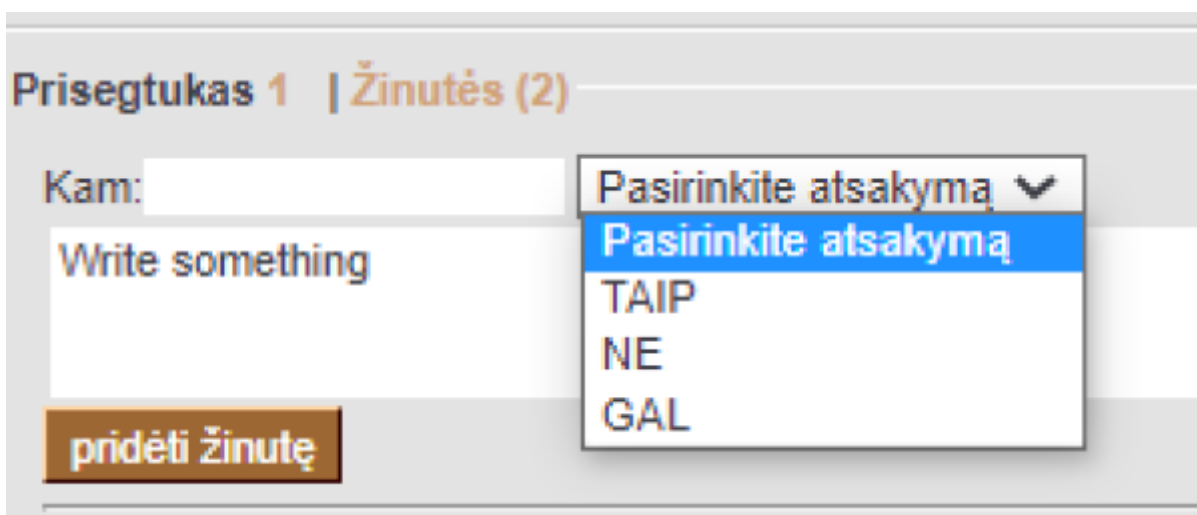 Prisegtukas 1 | Žinutės (2)
Kam: Pasirinkite atsakymą
Pasirinkite atsakymą
Write something
TAIP
NE
GAL
pridėti žinutę